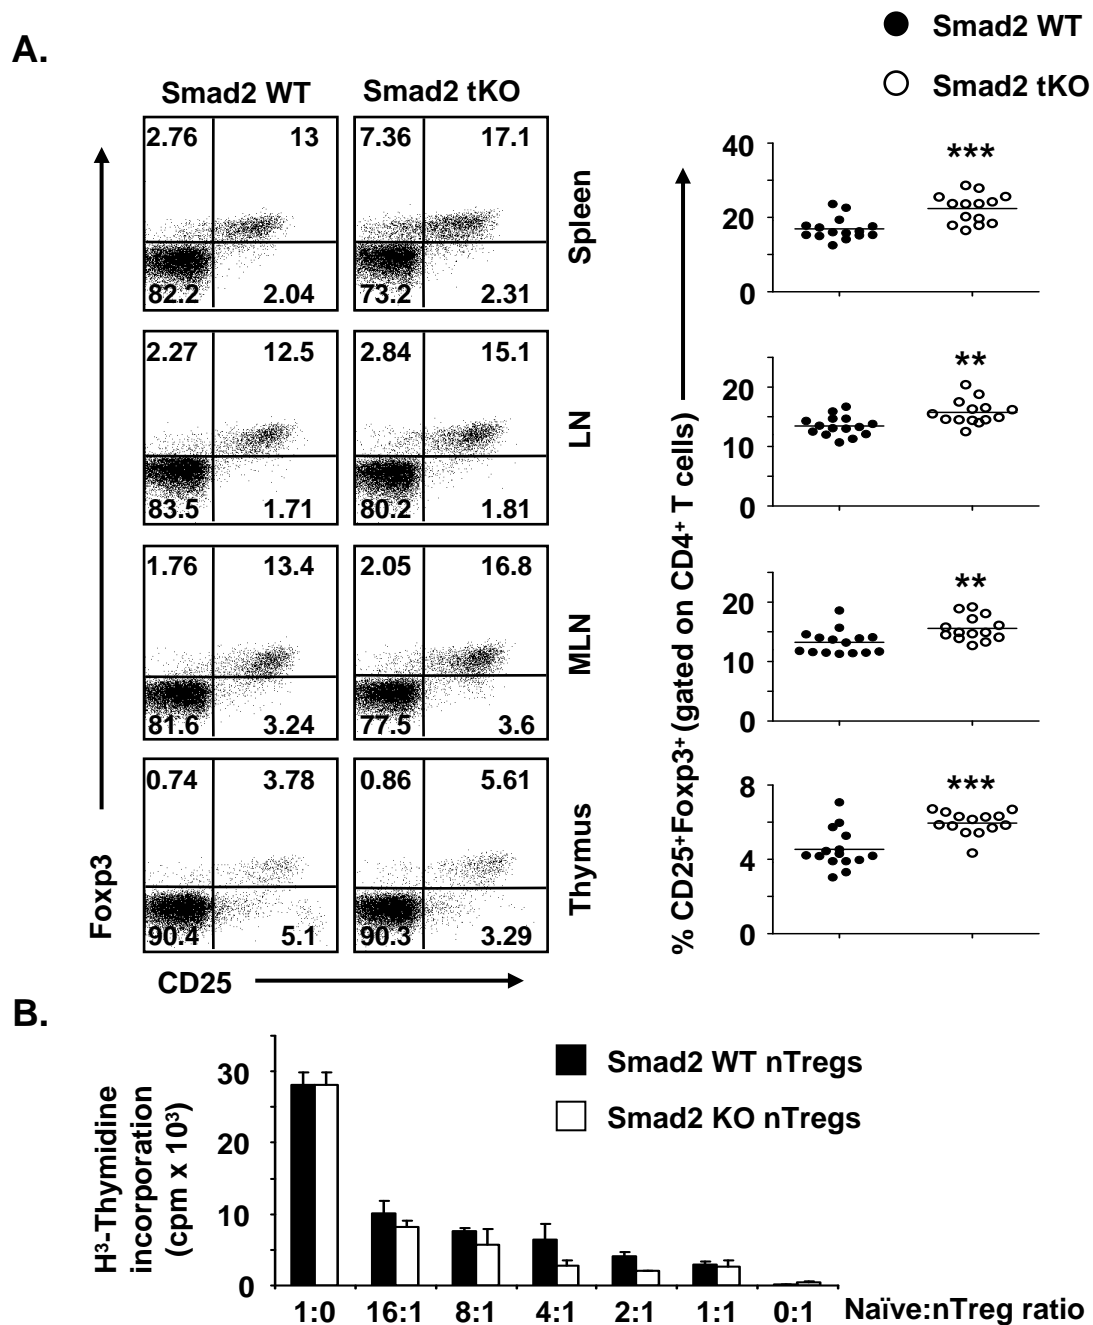 A.
Smad2 WT
Smad2 tKO
Smad2 WT Smad2 tKO
2.76 13
82.2 2.04
7.36 17.1
73.2 2.31
Spleen
2.27 12.5
83.5 1.71
2.84 15.1
80.2 1.81
LN
1.76 13.4
81.6 3.24
2.05 16.8
77.5 3.6
MLN
0.74 3.78
90.4 5.1
0.86 5.61
90.3 3.29
Thymus
Foxp3
CD25
% CD25⁺Foxp3⁺ (gated on CD4⁺ T cells)
40
20
0
***
20
10
0
**
20
10
0
**
8
4
0
***
B.
H³-Thymidine
incorporation
(cpm x 10³)
30
20
10
0
Smad2 WT nTregs
Smad2 KO nTregs
1:0 16:1 8:1 4:1 2:1 1:1 0:1 Naïve:nTreg ratio